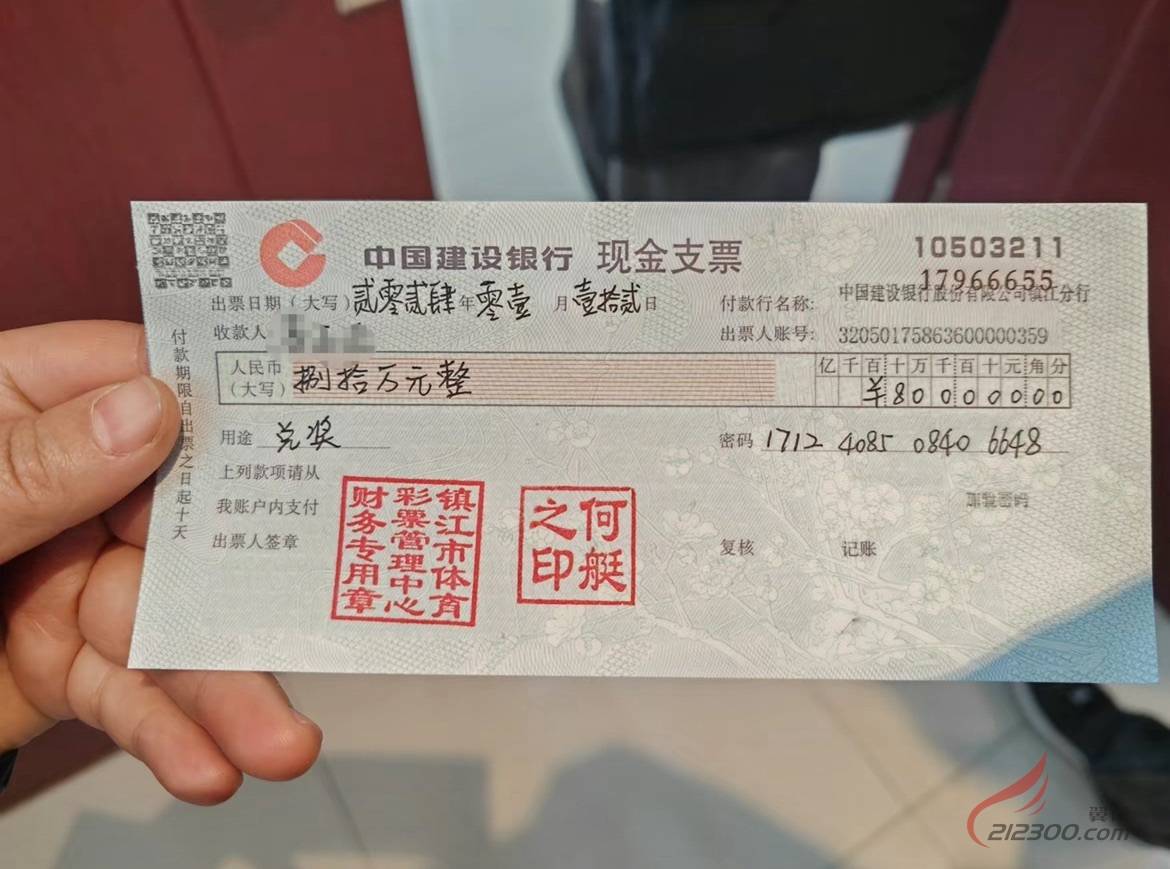 中国建设银行 现金支票
10503211
17966655
出票日期（大写）贰零贰肆年零壹月壹拾贰日
付款行名称：中国建设银行股份有限公司镇江分行
收款人
出票人账号：32050175863600000359
人民币（大写）捌拾万元整
亿千百十万千百十元角分
¥80000000
用途 兑奖
密码 1712 4085 0840 6648
上列款项请从
我账户内支付
出票人签章
复核 记账
付款期限自出票之日起十天
镇江市体育
彩票管理中心
财务专用章
何艇
之印
212300.com